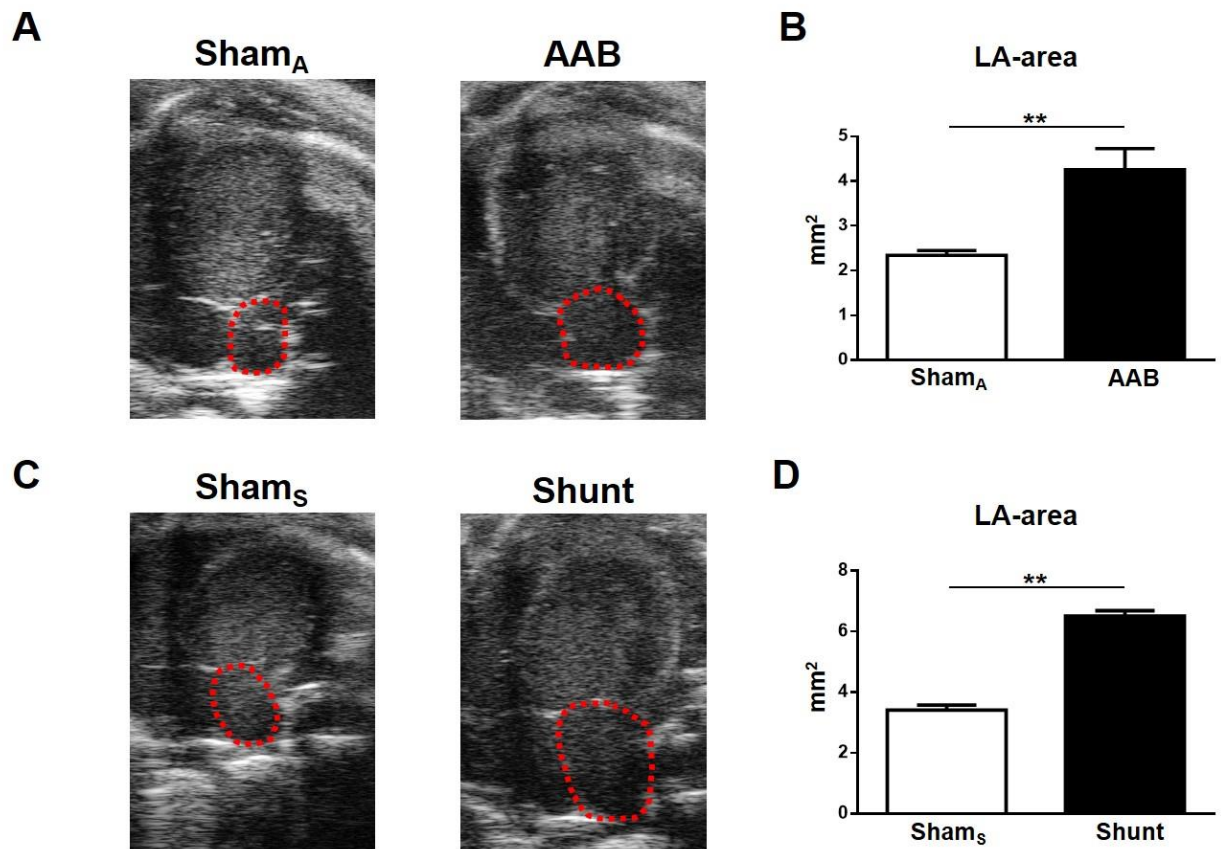 A
Sham_A
AAB
B
LA-area
**
5
4
3
2
1
0
mm²
Sham_A
AAB
C
Sham_S
Shunt
D
LA-area
**
8
6
4
2
0
mm²
Sham_S
Shunt